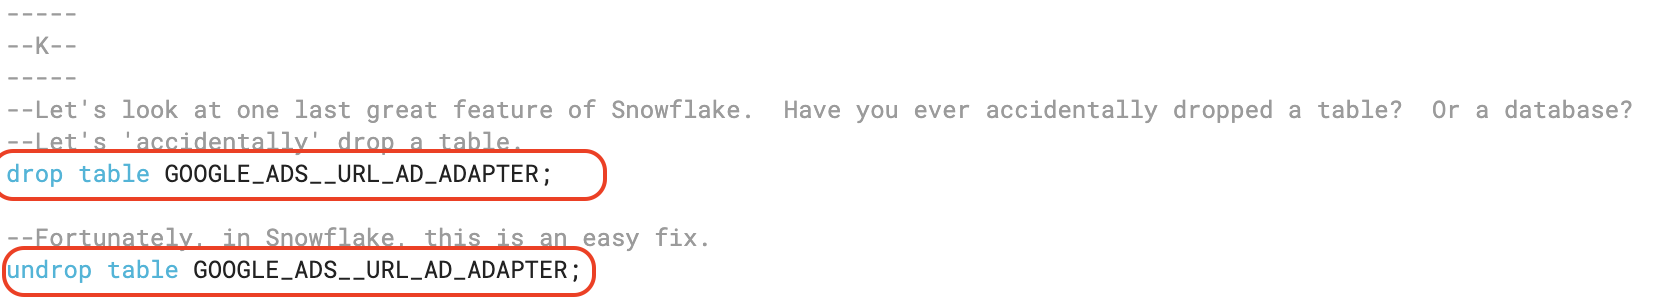 -----
--K--
-----
--Let's look at one last great feature of Snowflake.  Have you ever accidentally dropped a table?  Or a database?
--Let's 'accidentally' drop a table.
drop table GOOGLE_ADS__URL_AD_ADAPTER;
--Fortunately, in Snowflake, this is an easy fix.
undrop table GOOGLE_ADS__URL_AD_ADAPTER;